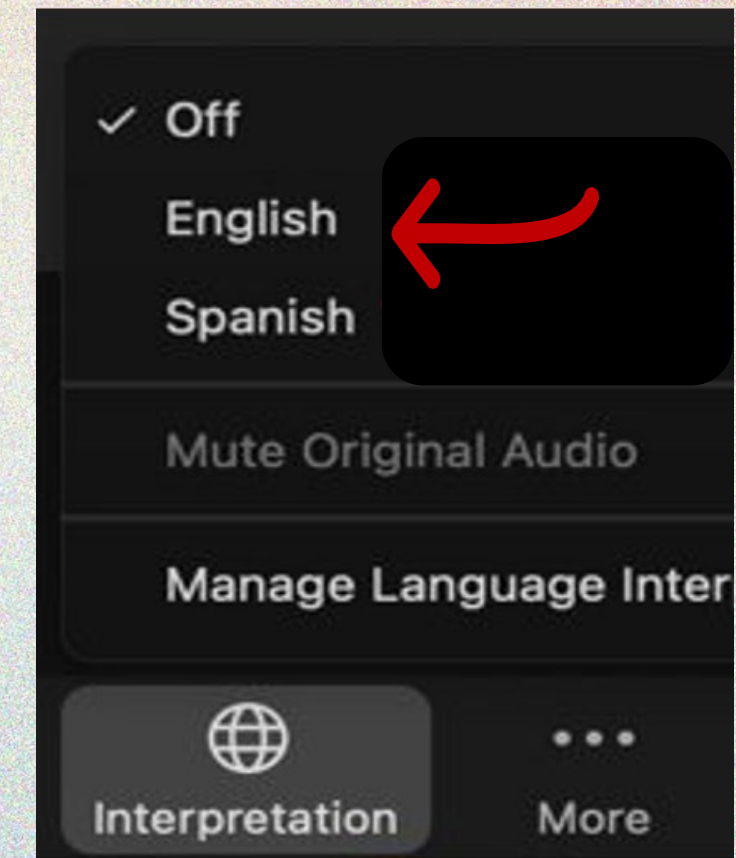 Off
English
Spanish
Mute Original Audio
Manage Language Inter
Interpretation
More